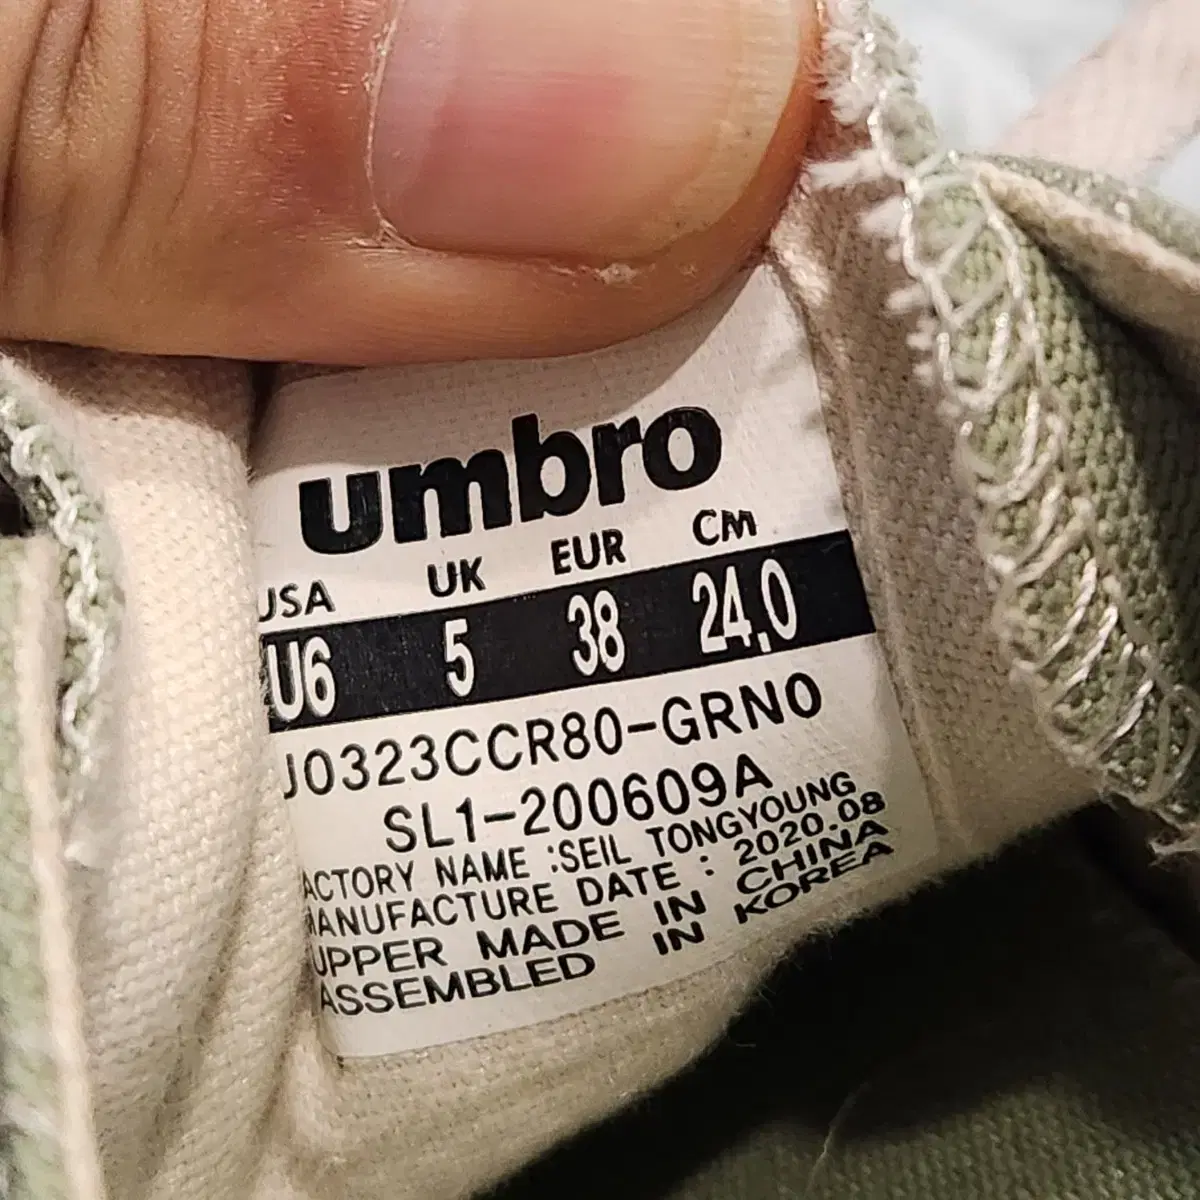 umbro
USA UK EUR CM
U6 5 38 24.0
J0323CCR80-GRN0
SL1-200609A
FACTORY NAME :SEIL TONGYOUNG
MANUFACTURE DATE : 2020.08
UPPER MADE IN CHINA
ASSEMBLED IN KOREA